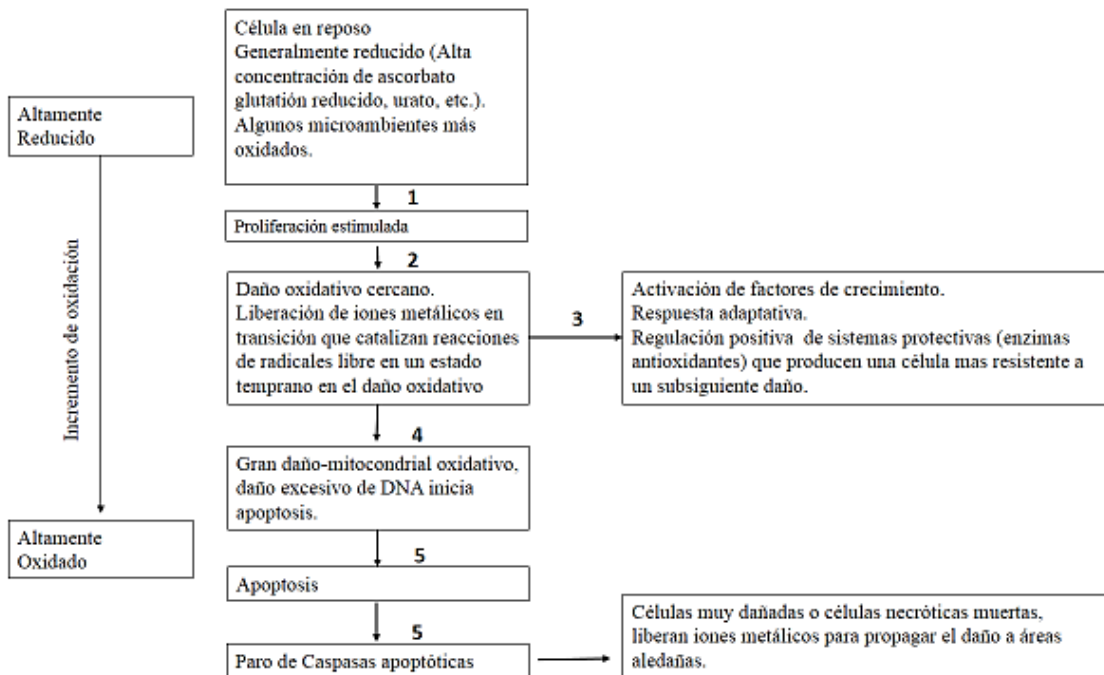 Célula en reposo
Generalmente reducido (Alta
concentración de ascorbato
glutatión reducido, urato, etc.).
Algunos microambientes más
oxidados.
Altamente
Reducido
1
Proliferación estimulada
2
Incremento de oxidación
Daño oxidativo cercano.
Liberación de iones metálicos en
transición que catalizan reacciones
de radicales libre en un estado
temprano en el daño oxidativo
3
Activación de factores de crecimiento.
Respuesta adaptativa.
Regulación positiva de sistemas protectivas (enzimas
antioxidantes) que producen una célula mas resistente a
un subsiguiente daño.
4
Gran daño-mitocondrial oxidativo,
daño excesivo de DNA inicia
apoptosis.
Altamente
Oxidado
5
Apoptosis
5
Paro de Caspasas apoptóticas
Células muy dañadas o células necróticas muertas,
liberan iones metálicos para propagar el daño a áreas
aledañas.